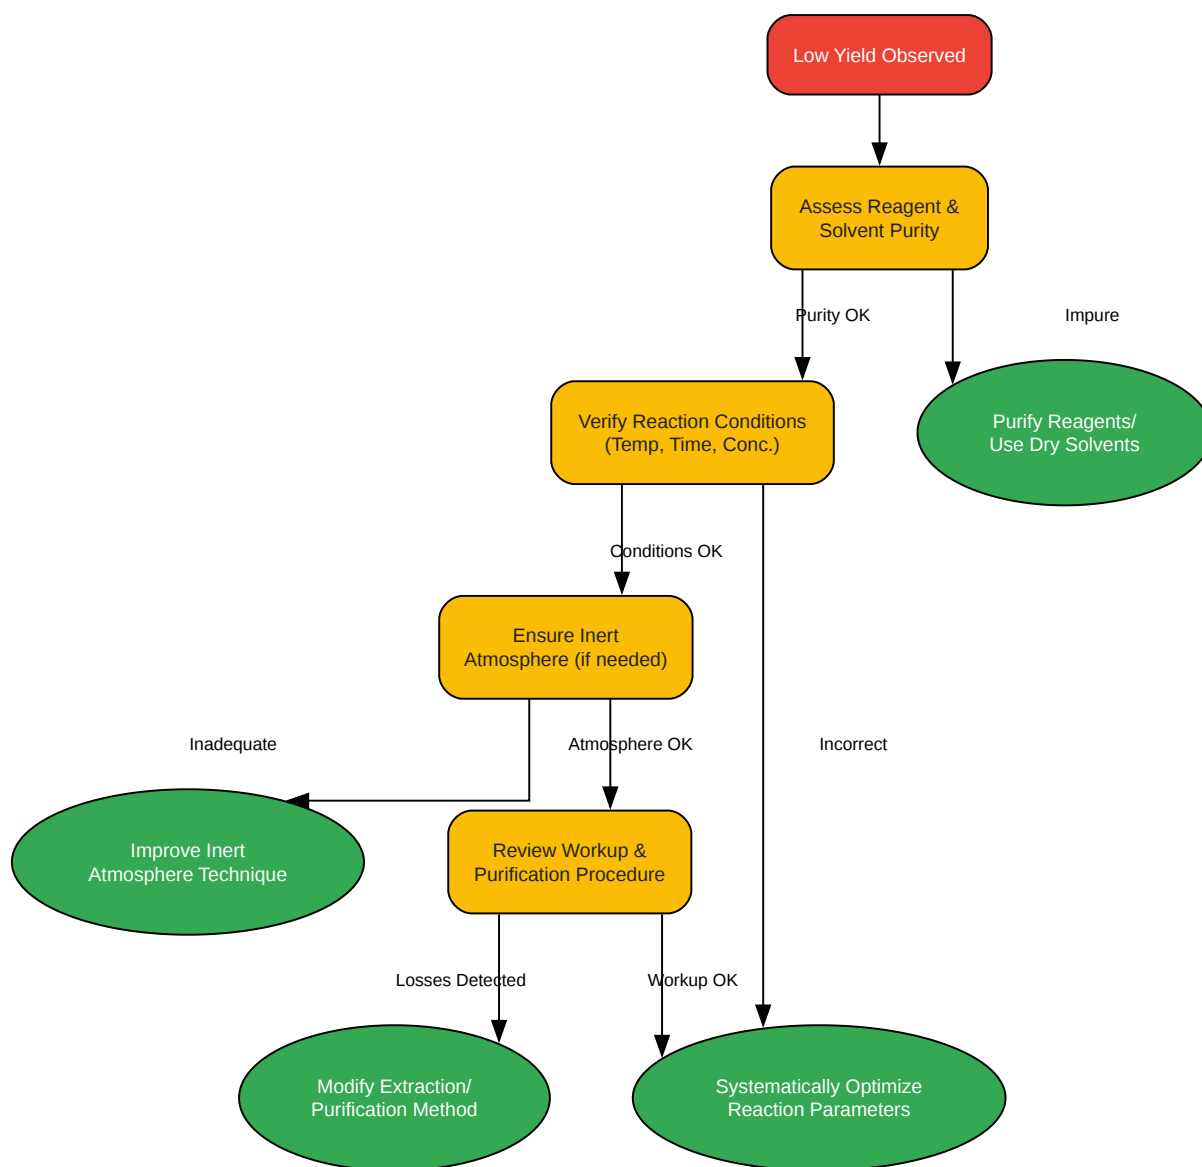 Low Yield Observed
Assess Reagent &
Solvent Purity
Purity OK
Impure
Verify Reaction Conditions
(Temp, Time, Conc.)
Purify Reagents/
Use Dry Solvents
Conditions OK
Ensure Inert
Atmosphere (if needed)
Inadequate
Atmosphere OK
Incorrect
Improve Inert
Atmosphere Technique
Review Workup &
Purification Procedure
Losses Detected
Workup OK
Modify Extraction/
Purification Method
Systematically Optimize
Reaction Parameters